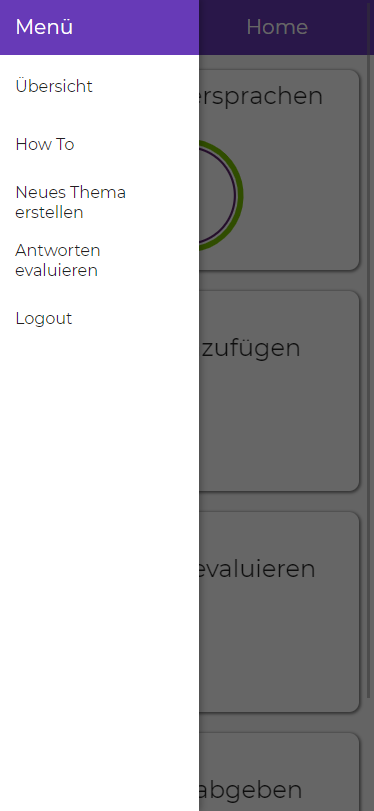 Menü
Home
Übersicht
How To
Neues Thema
erstellen
Antworten
evaluieren
Logout
ersprachen
zufügen
evaluieren
abgeben